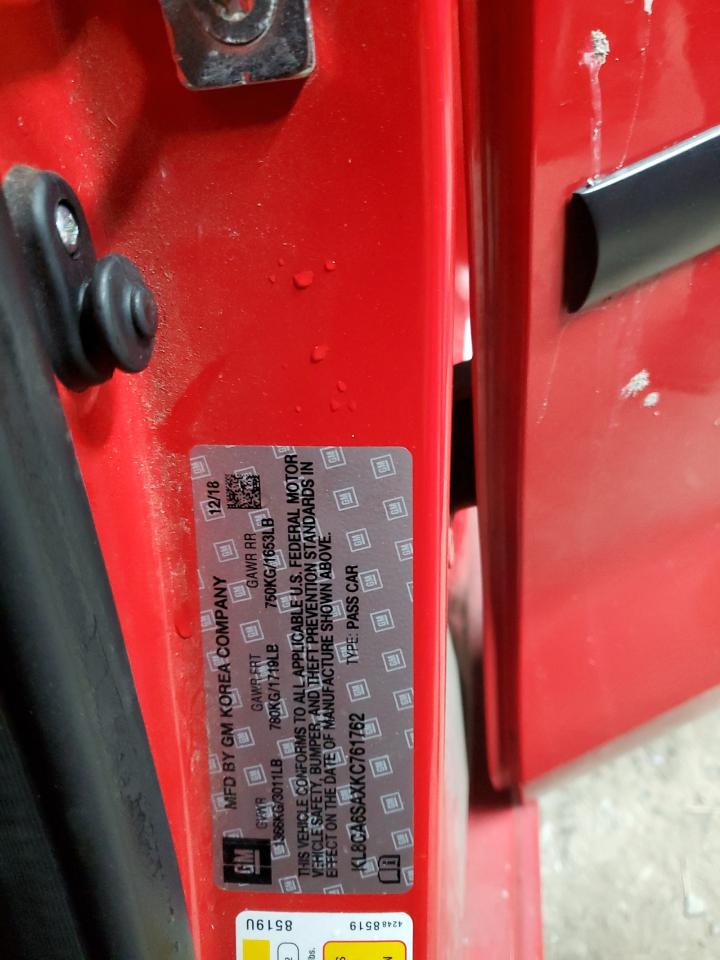 MFD BY GM KOREA COMPANY 12/18
GVWR GAWR FRT GAWR RR
1366KG/3011LB 780KG/1719LB 750KG/1653LB
THIS VEHICLE CONFORMS TO ALL APPLICABLE U.S. FEDERAL MOTOR
VEHICLE SAFETY, BUMPER, AND THEFT PREVENTION STANDARDS IN
EFFECT ON THE DATE OF MANUFACTURE SHOWN ABOVE.
KL8CA6SAXKC761762 TYPE: PASS CAR
GM
8519U
42488519
lbs.